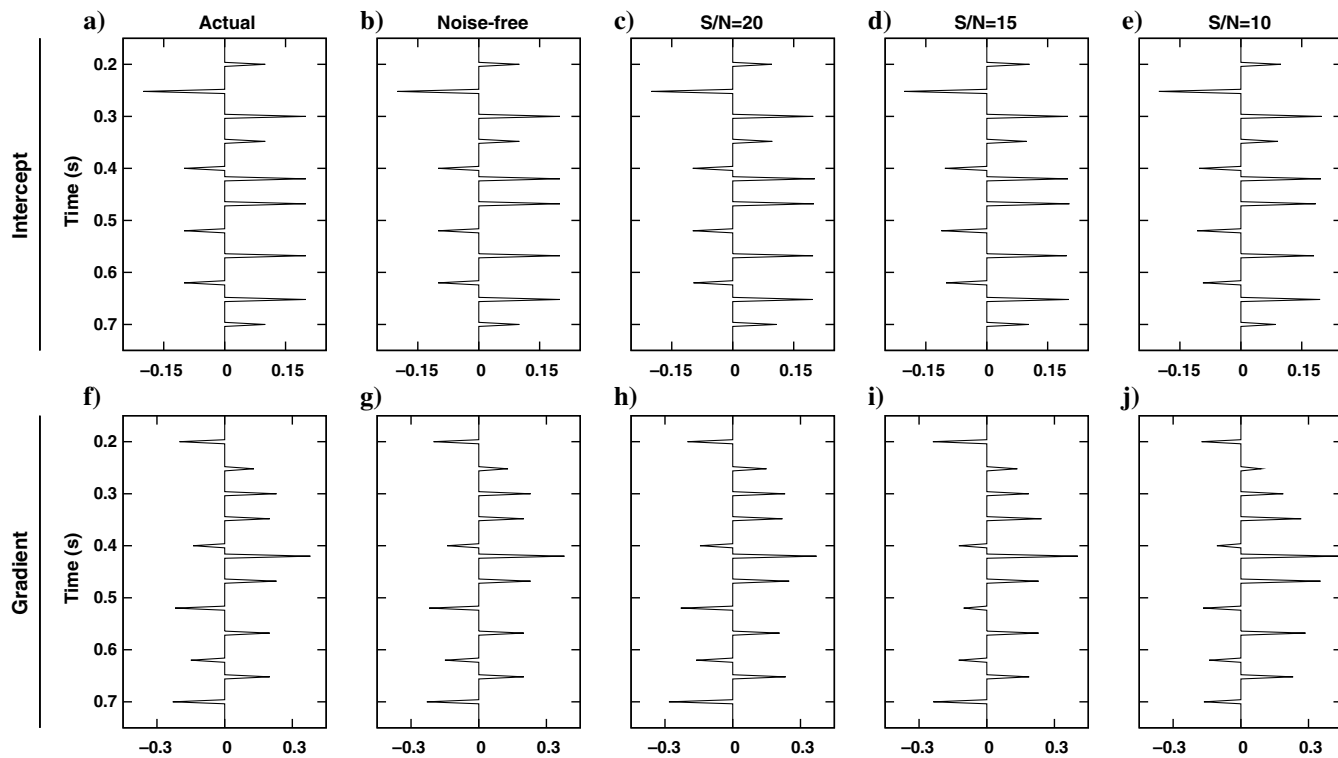 a) Actual
b) Noise-free
c) S/N=20
d) S/N=15
e) S/N=10
Intercept
Time (s)
0.2
0.3
0.4
0.5
0.6
0.7
−0.15 0 0.15
−0.15 0 0.15
−0.15 0 0.15
−0.15 0 0.15
−0.15 0 0.15
f)
g)
h)
i)
j)
Gradient
Time (s)
0.2
0.3
0.4
0.5
0.6
0.7
−0.3 0 0.3
−0.3 0 0.3
−0.3 0 0.3
−0.3 0 0.3
−0.3 0 0.3